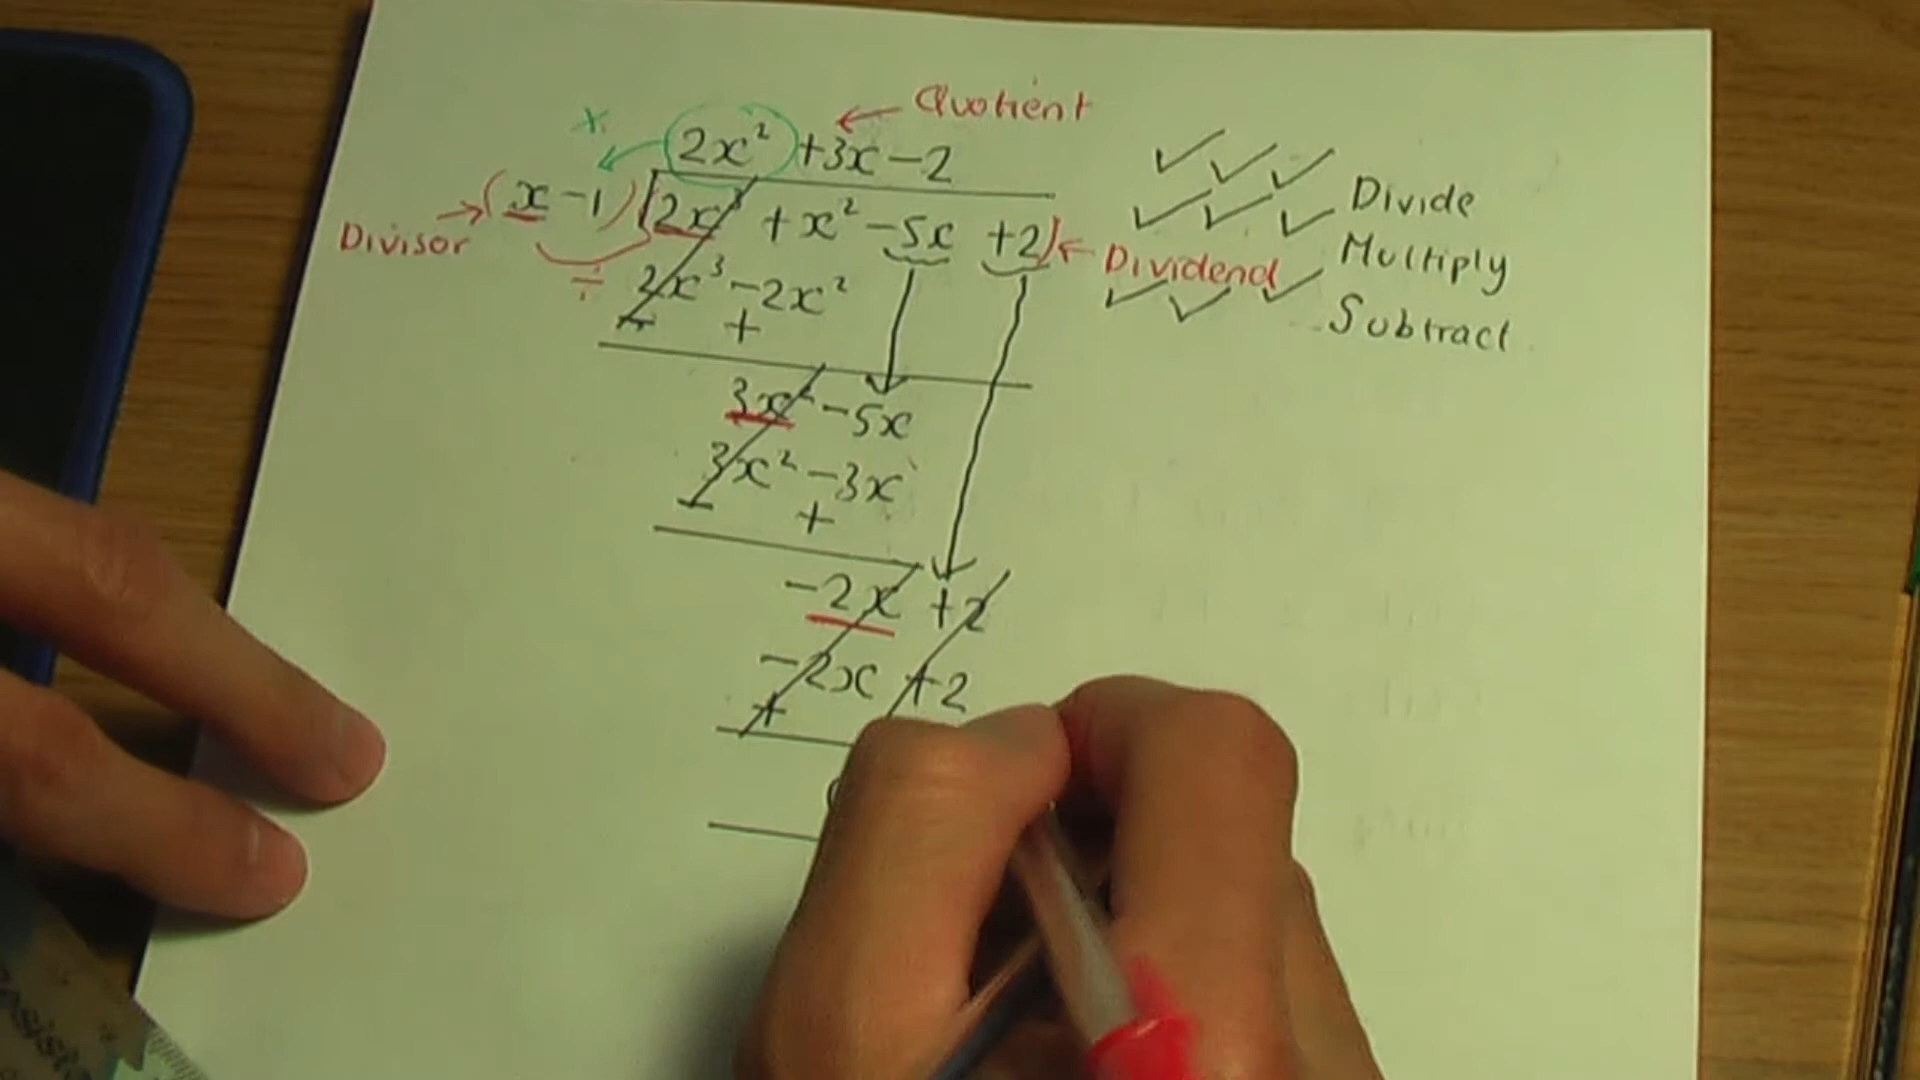 Quotient
× 2x² +3x -2
(x -1) 2x³ + x² -5x +2)
Divisor
Dividend
÷ 2x³ -2x²
- +
3x² -5x
3x² -3x
- +
-2x +2
-2x +2
+
Divide
Multiply
Subtract